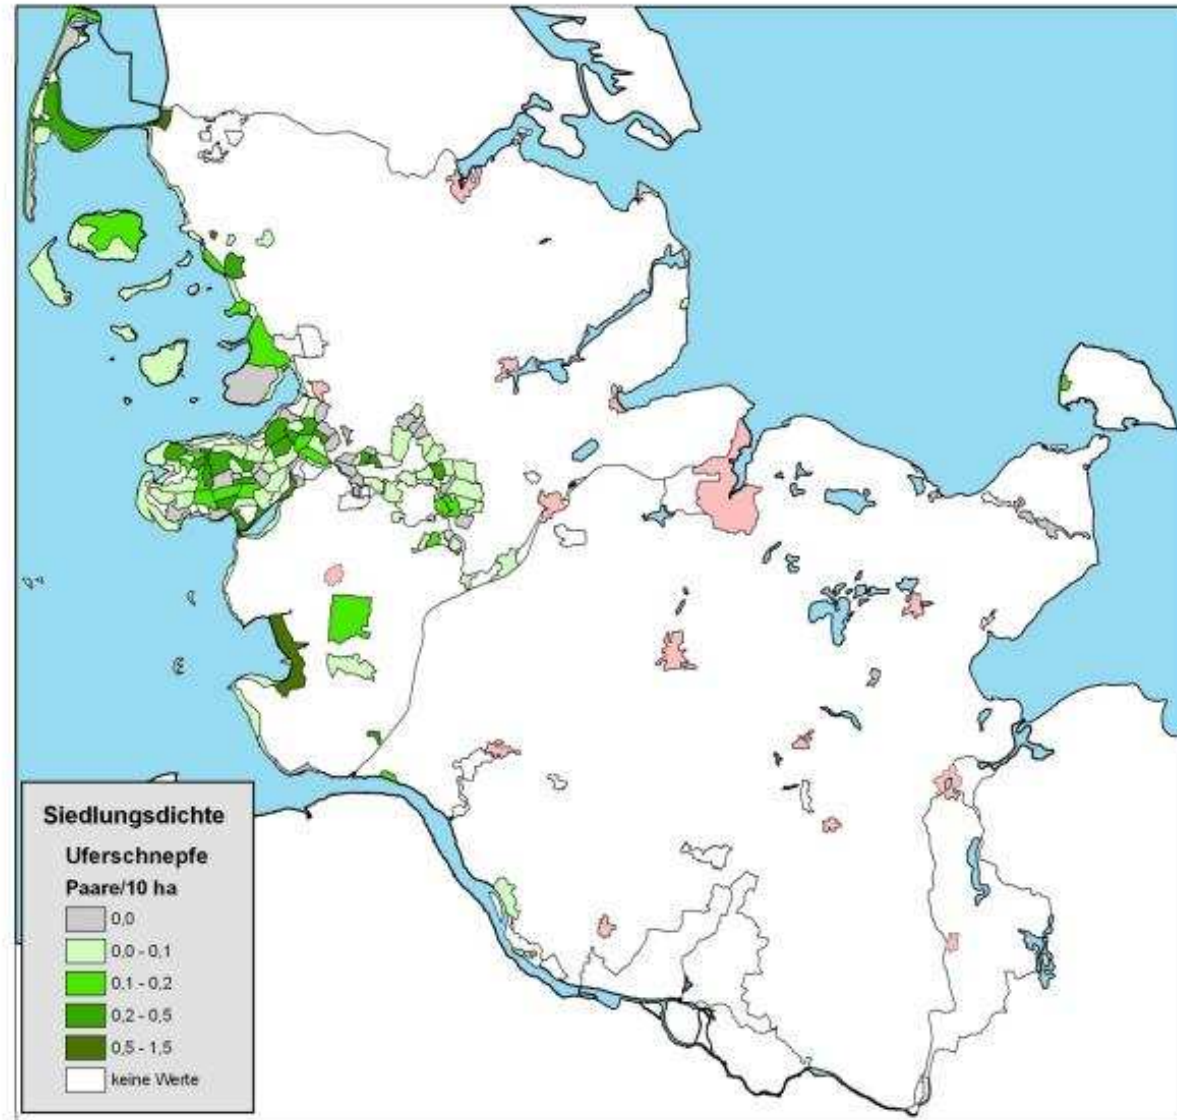 Siedlungsdichte
Uferschnepfe
Paare/10 ha
0,0
0,0 - 0,1
0,1 - 0,2
0,2 - 0,5
0,5 - 1,5
keine Werte